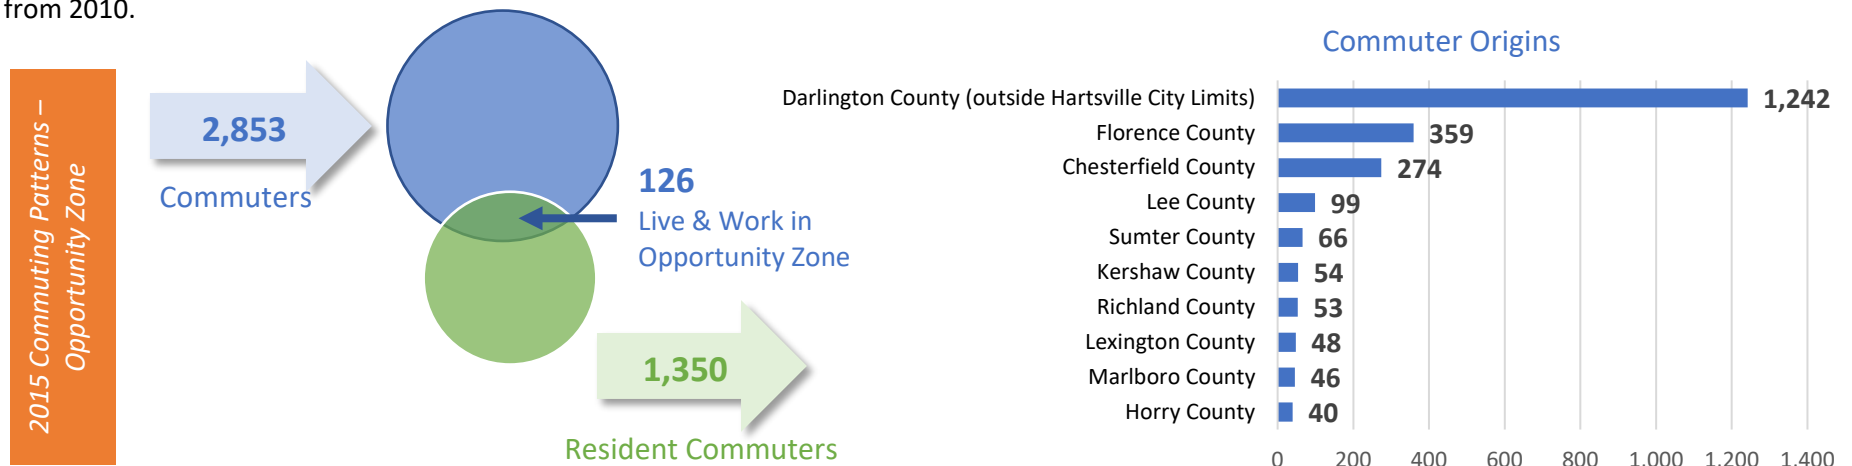 from 2010.
2015 Commuting Patterns –
Opportunity Zone
2,853
Commuters
126
Live & Work in
Opportunity Zone
1,350
Resident Commuters
Commuter Origins
Darlington County (outside Hartsville City Limits) 1,242
Florence County 359
Chesterfield County 274
Lee County 99
Sumter County 66
Kershaw County 54
Richland County 53
Lexington County 48
Marlboro County 46
Horry County 40
0 200 400 600 800 1,000 1,200 1,400